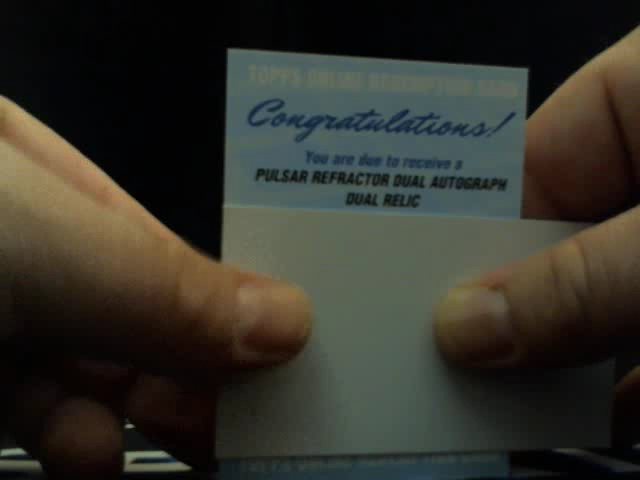 TOPPS ONLINE REDEMPTION CARD
Congratulations!
You are due to receive a
PULSAR REFRACTOR DUAL AUTOGRAPH
DUAL RELIC